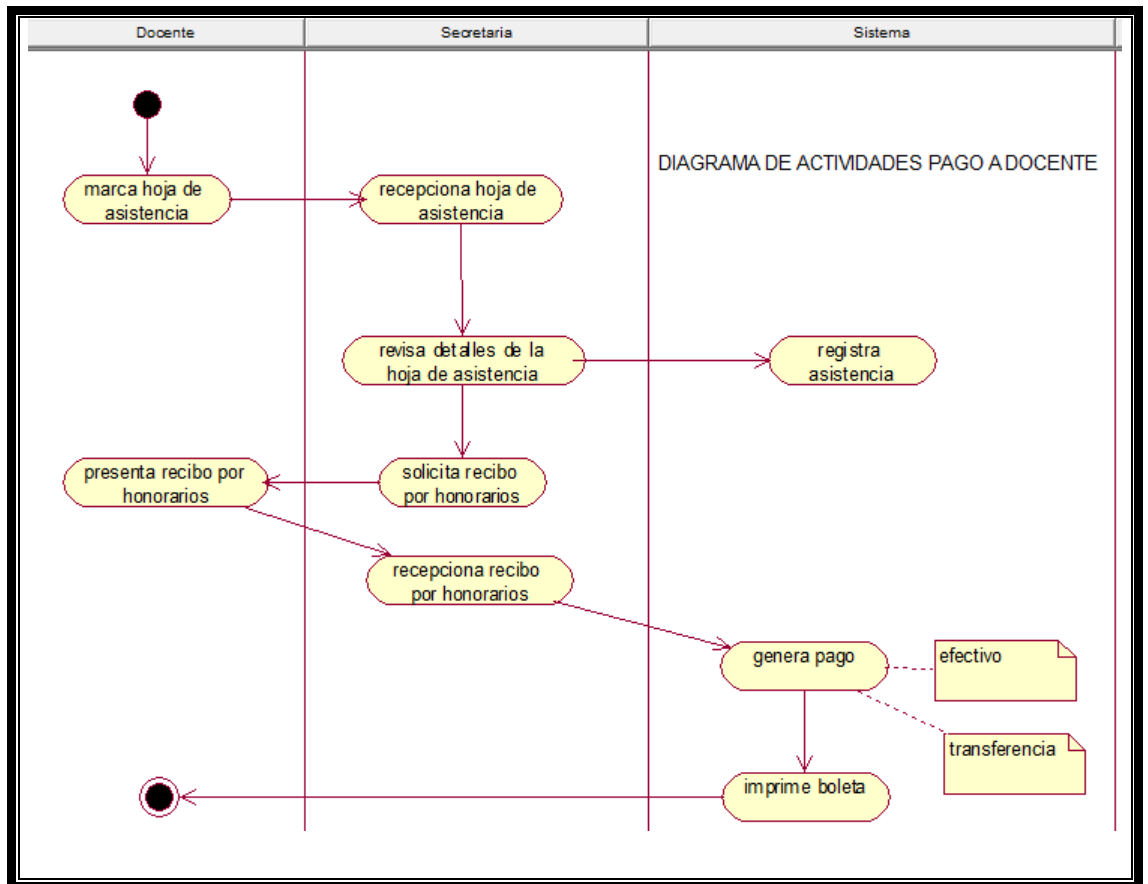 Docente
Secretaria
Sistema
DIAGRAMA DE ACTIVIDADES PAGO A DOCENTE
marca hoja de
asistencia
recepciona hoja de
asistencia
revisa detalles de la
hoja de asistencia
registra
asistencia
presenta recibo por
honorarios
solicita recibo
por honorarios
recepciona recibo
por honorarios
genera pago
efectivo
transferencia
imprime boleta